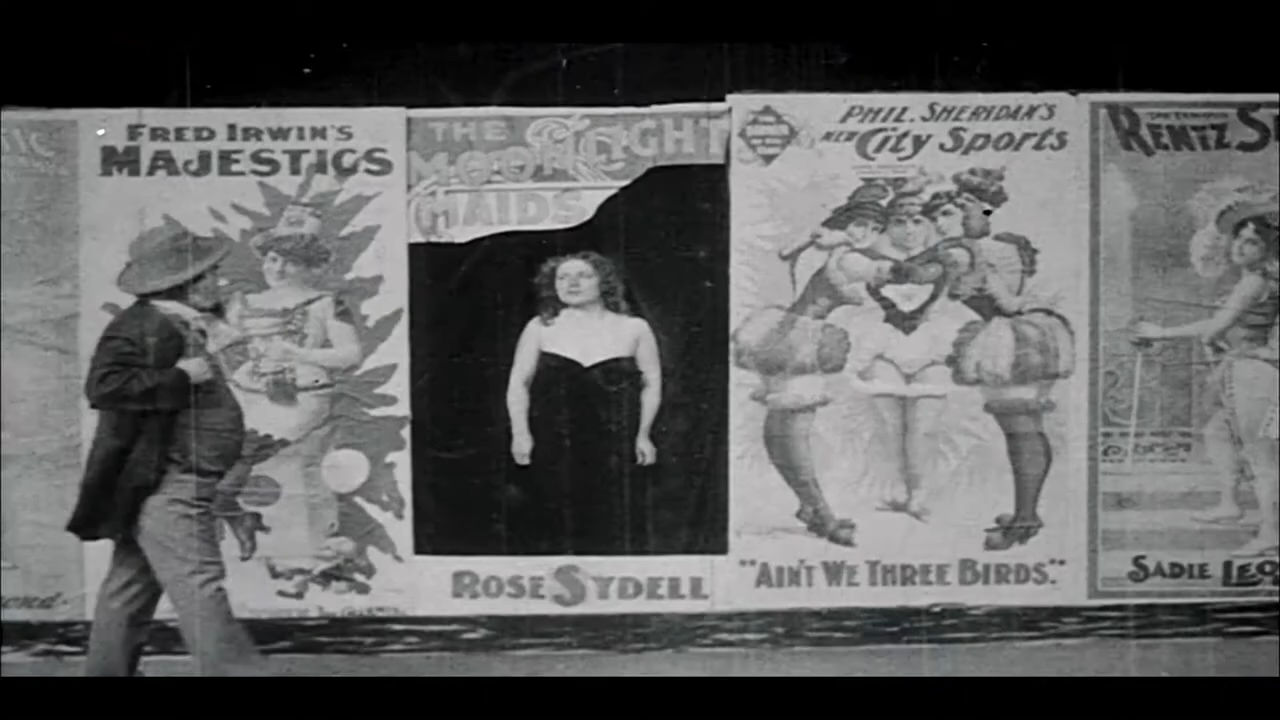 FRED IRWIN'S
MAJESTICS
THE MOONLIGHT
MAIDS
ROSE SYDELL
PHIL. SHERIDAN'S
NEW City Sports
"AIN'T WE THREE BIRDS."
RENTZ S
SADIE LEO